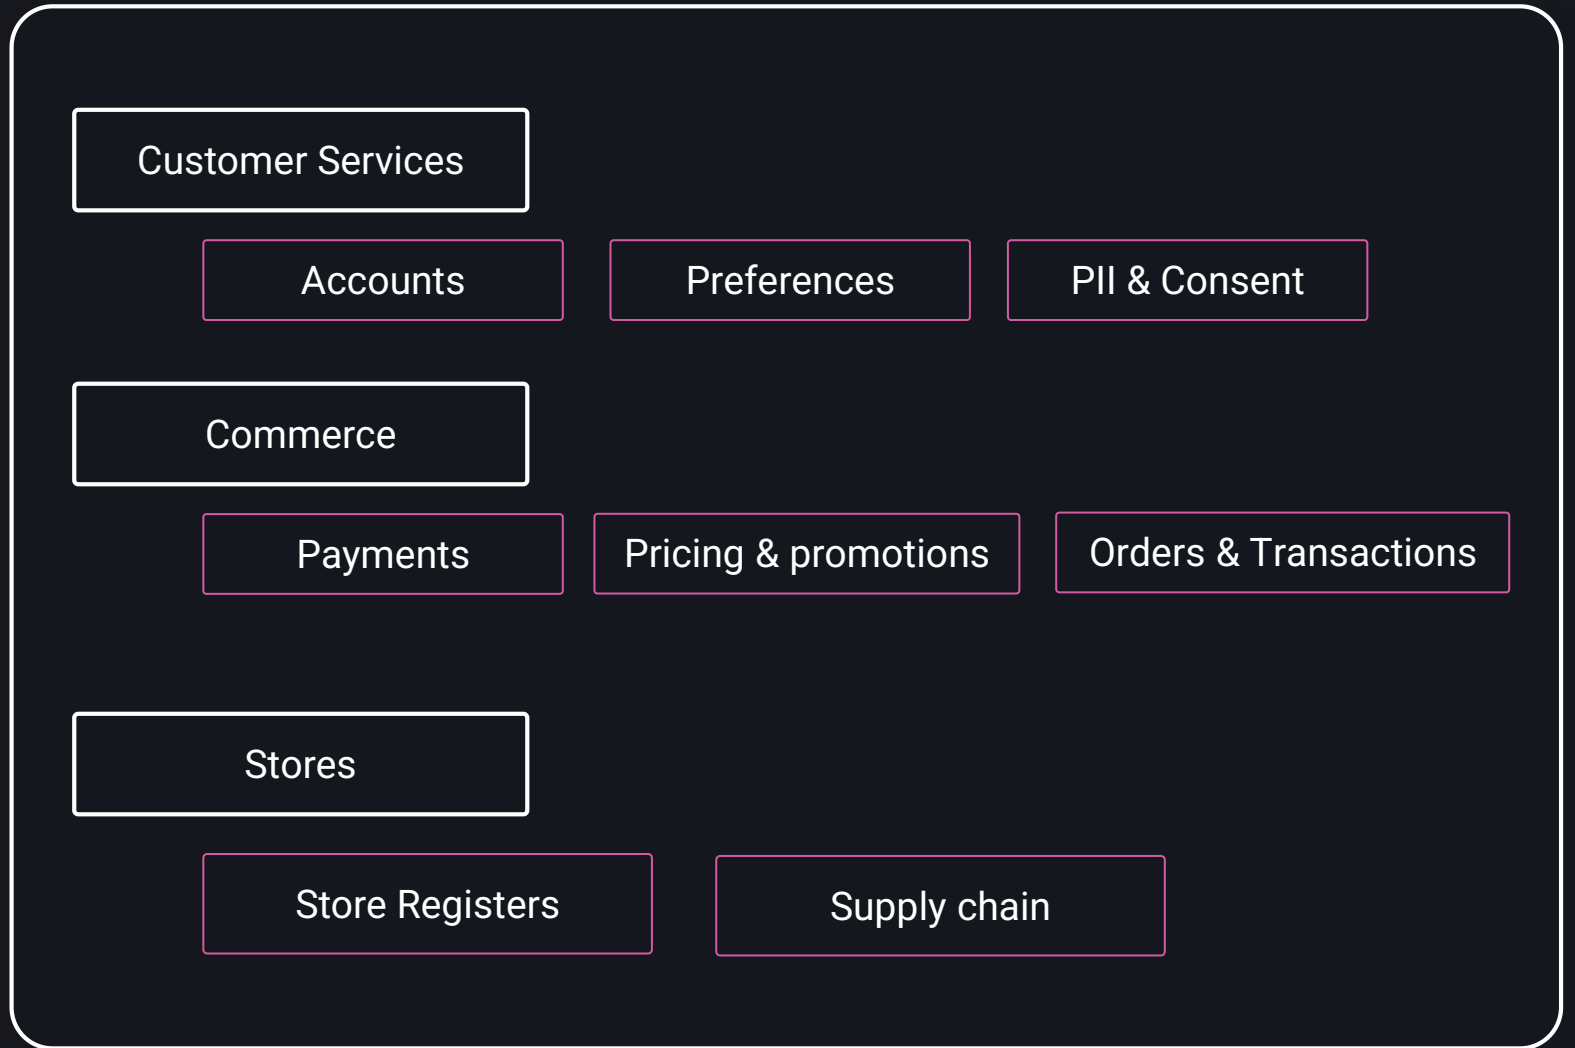 Customer Services
Accounts
Preferences
PII & Consent
Commerce
Payments
Pricing & promotions
Orders & Transactions
Stores
Store Registers
Supply chain